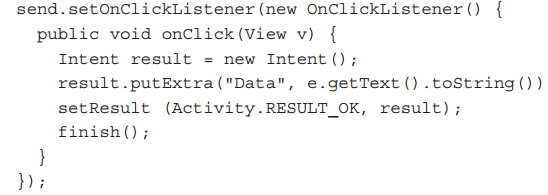 send.setOnClickListener(new OnClickListener() {
  public void onClick(View v) {
    Intent result = new Intent();
    result.putExtra("Data", e.getText().toString())
    setResult (Activity.RESULT_OK, result);
    finish();
  }
});